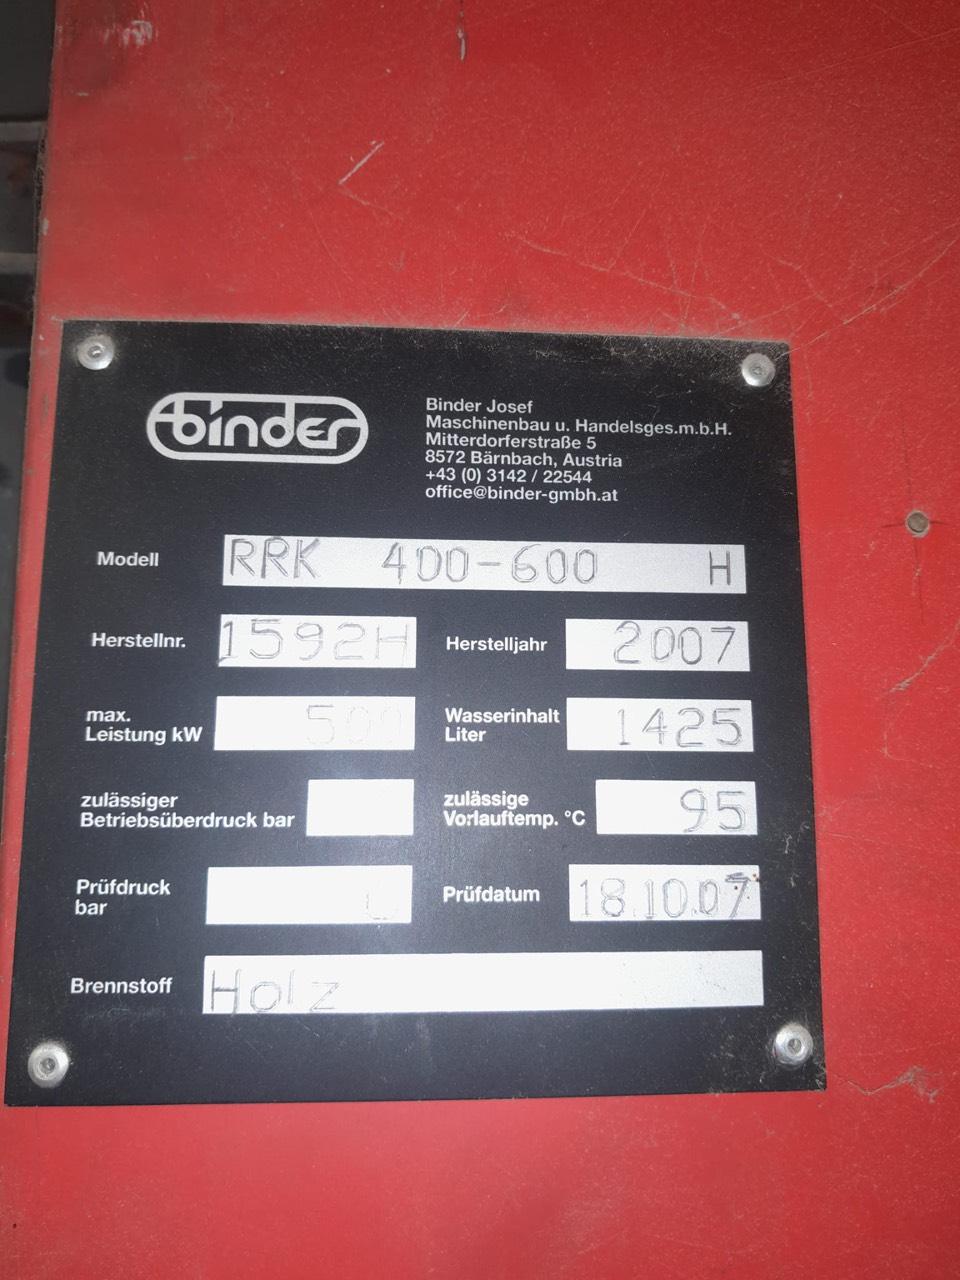 binder
Binder Josef
Maschinenbau u. Handelsges.m.b.H.
Mitterdorferstraße 5
8572 Bärnbach, Austria
+43 (0) 3142 / 22544
office@binder-gmbh.at
Modell RRK 400-600 H
Herstellnr. 1592H Herstelljahr 2007
max.
Leistung kW 500
Wasserinhalt
Liter 1425
zulässiger
Betriebsüberdruck bar
zulässige
Vorlauftemp. °C 95
Prüfdruck
bar
Prüfdatum 18.10.07
Brennstoff Holz